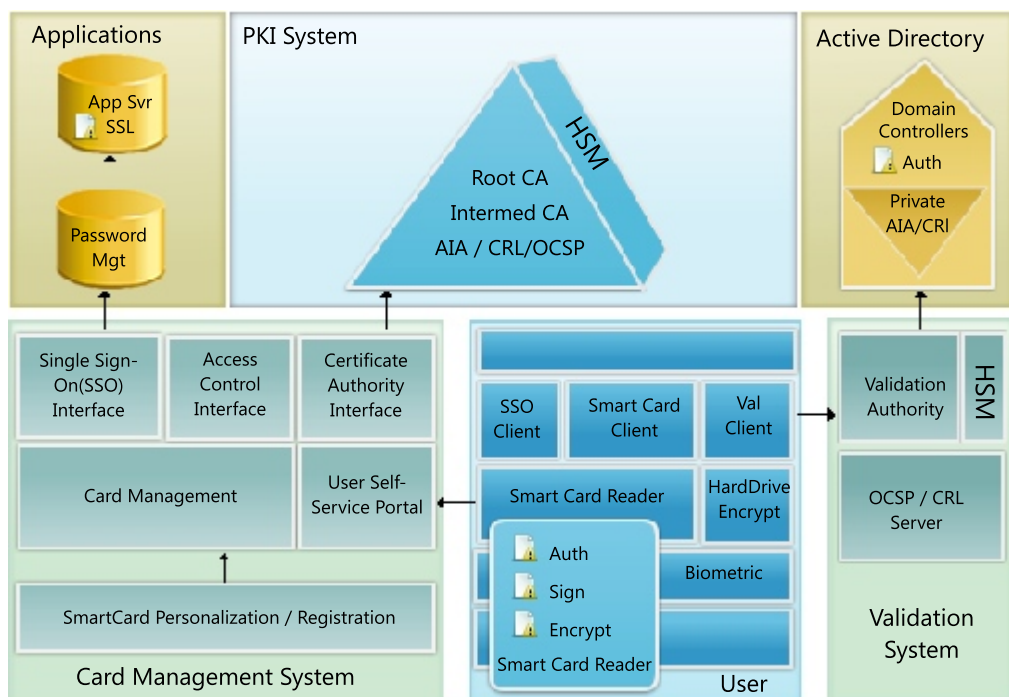 Applications
App Svr
SSL
Password
Mgt
PKI System
HSM
Root CA
Intermed CA
AIA / CRL/OCSP
Active Directory
Domain
Controllers
Auth
Private
AIA/CRl
Single Sign-
On(SSO)
Interface
Access
Control
Interface
Certificate
Authority
Interface
Card Management
User Self-
Service Portal
SmartCard Personalization / Registration
Card Management System
SSO
Client
Smart Card
Client
Val
Client
Smart Card Reader
HardDrive
Encrypt
Auth
Sign
Encrypt
Smart Card Reader
Biometric
User
Validation
Authority
HSM
OCSP / CRL
Server
Validation
System